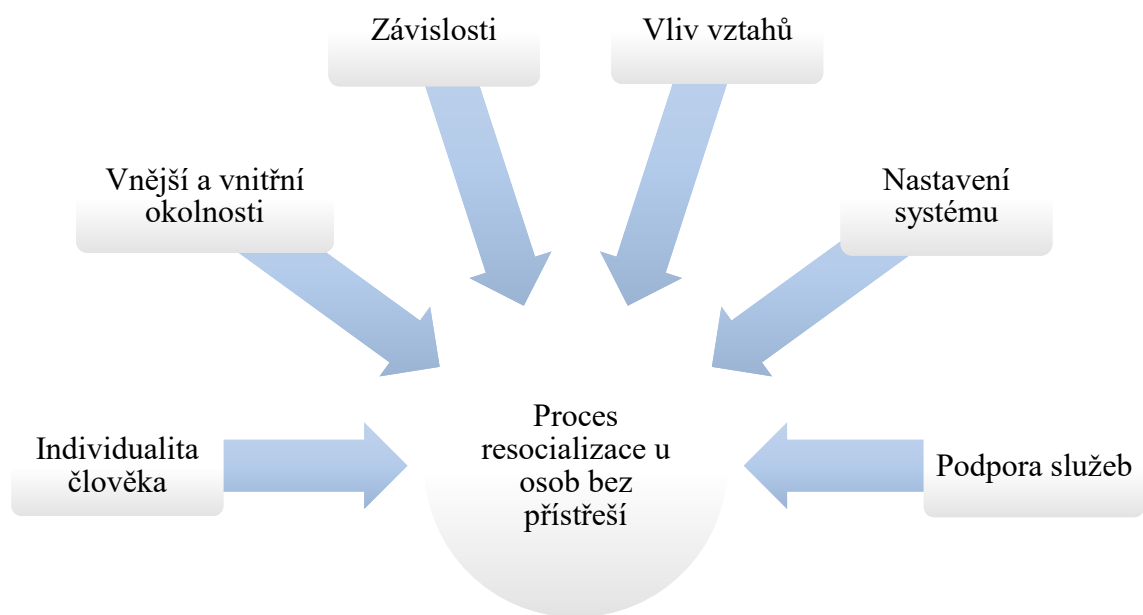 Závislosti
Vliv vztahů
Vnější a vnitřní
okolnosti
Nastavení
systému
Individualita
člověka
Proces
resocializace u
osob bez
přístřeší
Podpora služeb